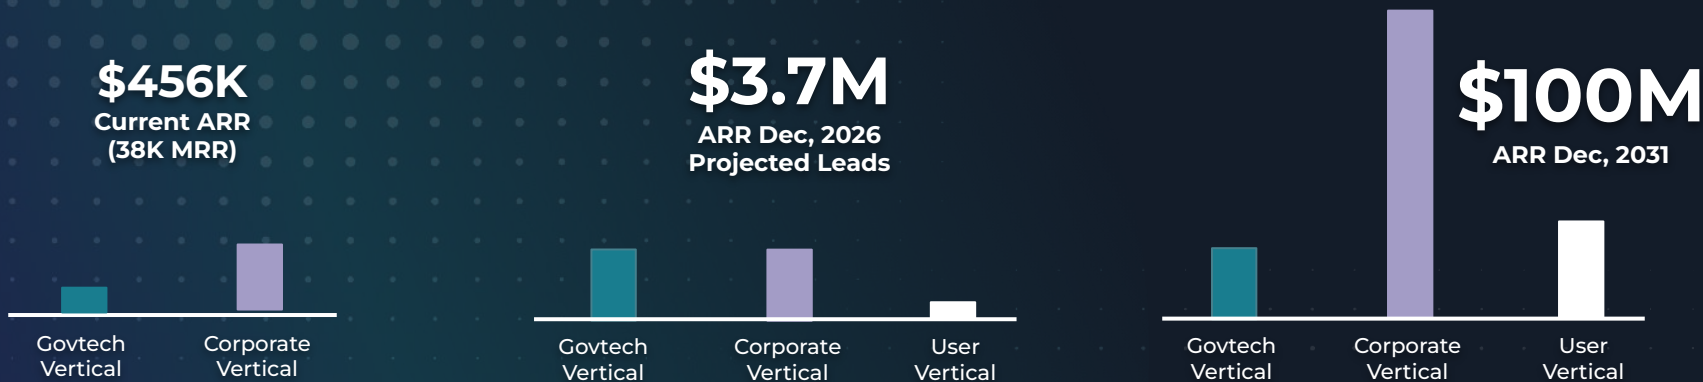 $456K
Current ARR
(38K MRR)
Govtech
Vertical
Corporate
Vertical
$3.7M
ARR Dec, 2026
Projected Leads
Govtech
Vertical
Corporate
Vertical
User
Vertical
$100M
ARR Dec, 2031
Govtech
Vertical
Corporate
Vertical
User
Vertical